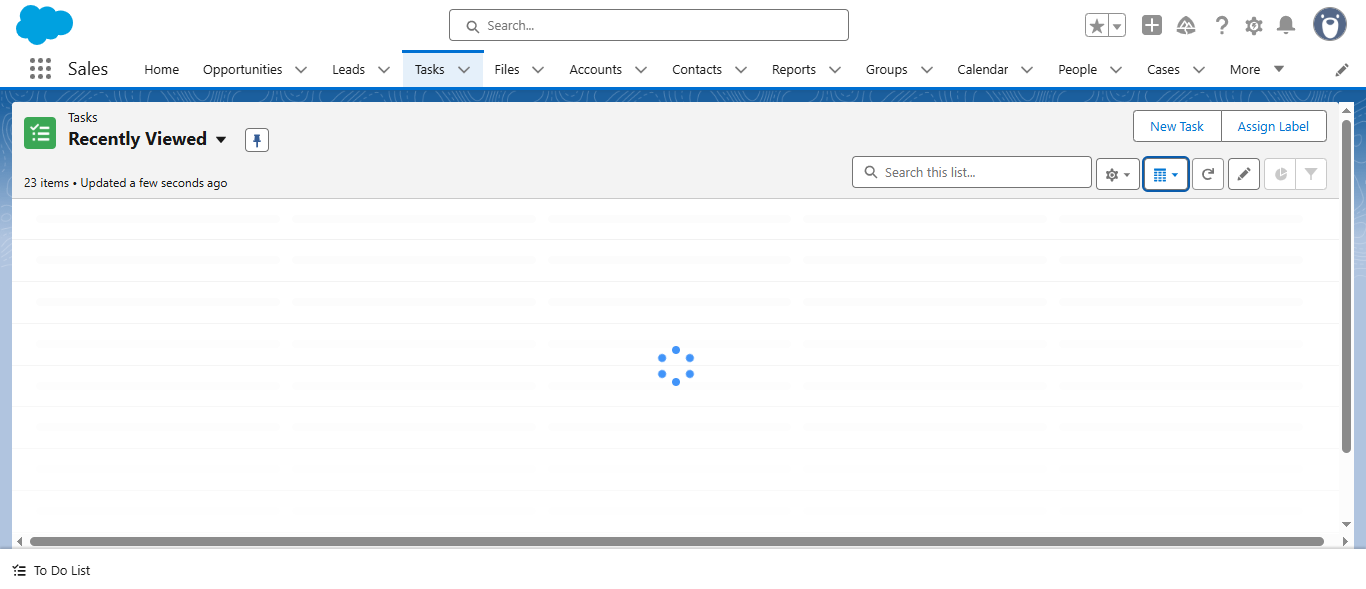 Search...
Sales
Home
Opportunities
Leads
Tasks
Files
Accounts
Contacts
Reports
Groups
Calendar
People
Cases
More
Tasks
Recently Viewed
New Task
Assign Label
23 items • Updated a few seconds ago
Search this list...
To Do List